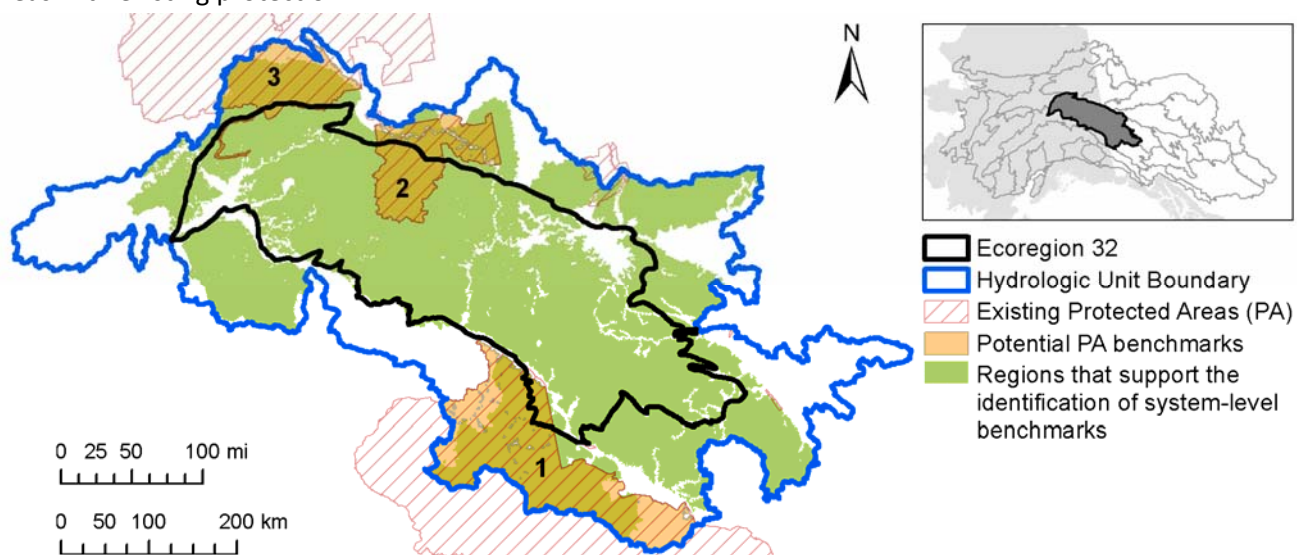 3
2
1
N
0 25 50 100 mi
0 50 100 200 km
Ecoregion 32
Hydrologic Unit Boundary
Existing Protected Areas (PA)
Potential PA benchmarks
Regions that support the
identification of system-level
benchmarks